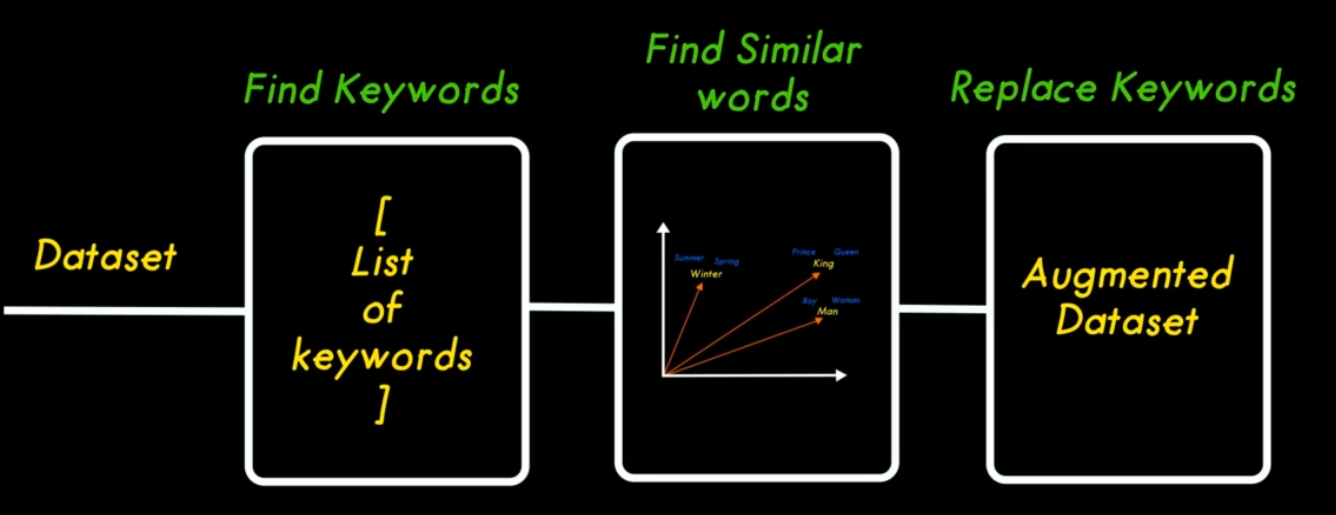 Find Keywords
Find Similar
words
Replace Keywords
Dataset
[
List
of
keywords
]
Summer Spring
Winter
Prince Queen
King
Boy Woman
Man
Augmented
Dataset